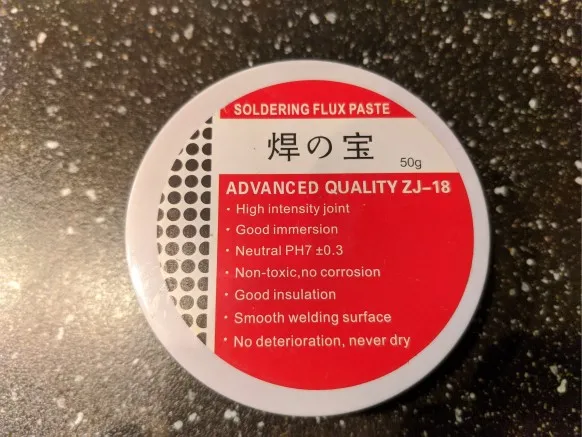 SOLDERING FLUX PASTE
焊の宝
50g
ADVANCED QUALITY ZJ-18
· High intensity joint
· Good immersion
· Neutral PH7 ±0.3
· Non-toxic,no corrosion
· Good insulation
· Smooth welding surface
· No deterioration, never dry